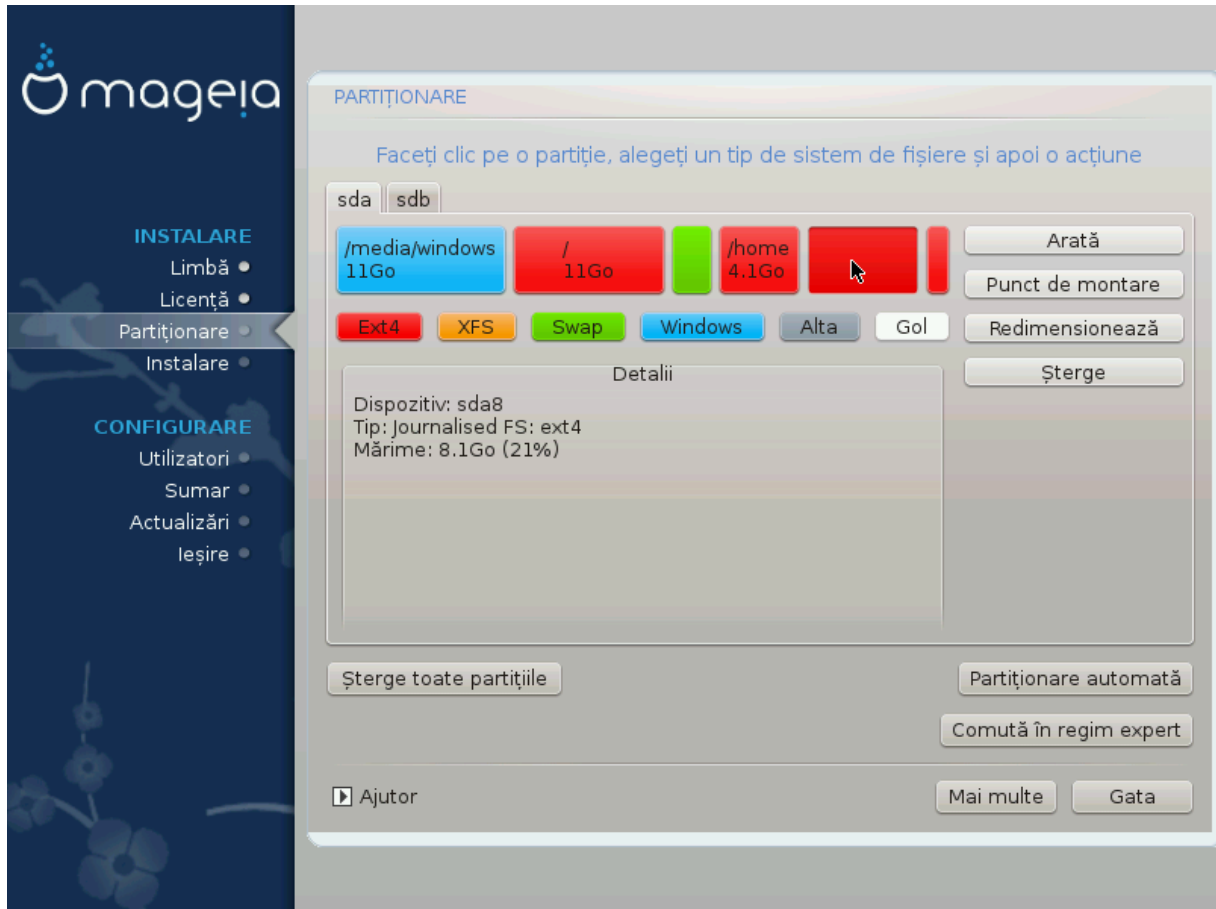 mageia
INSTALARE
Limbă
Licență
Partiționare
Instalare
CONFIGURARE
Utilizatori
Sumar
Actualizări
Ieșire
PARTIȚIONARE
Faceți clic pe o partiție, alegeți un tip de sistem de fișiere și apoi o acțiune
sda sdb
/media/windows
11Go
/
11Go
/home
4.1Go
Ext4 XFS Swap Windows Alta Gol
Detalii
Dispozitiv: sda8
Tip: Journalised FS: ext4
Mărime: 8.1Go (21%)
Arată
Punct de montare
Redimensionează
Șterge
Șterge toate partițiile
Partiționare automată
Comută în regim expert
Ajutor
Mai multe
Gata